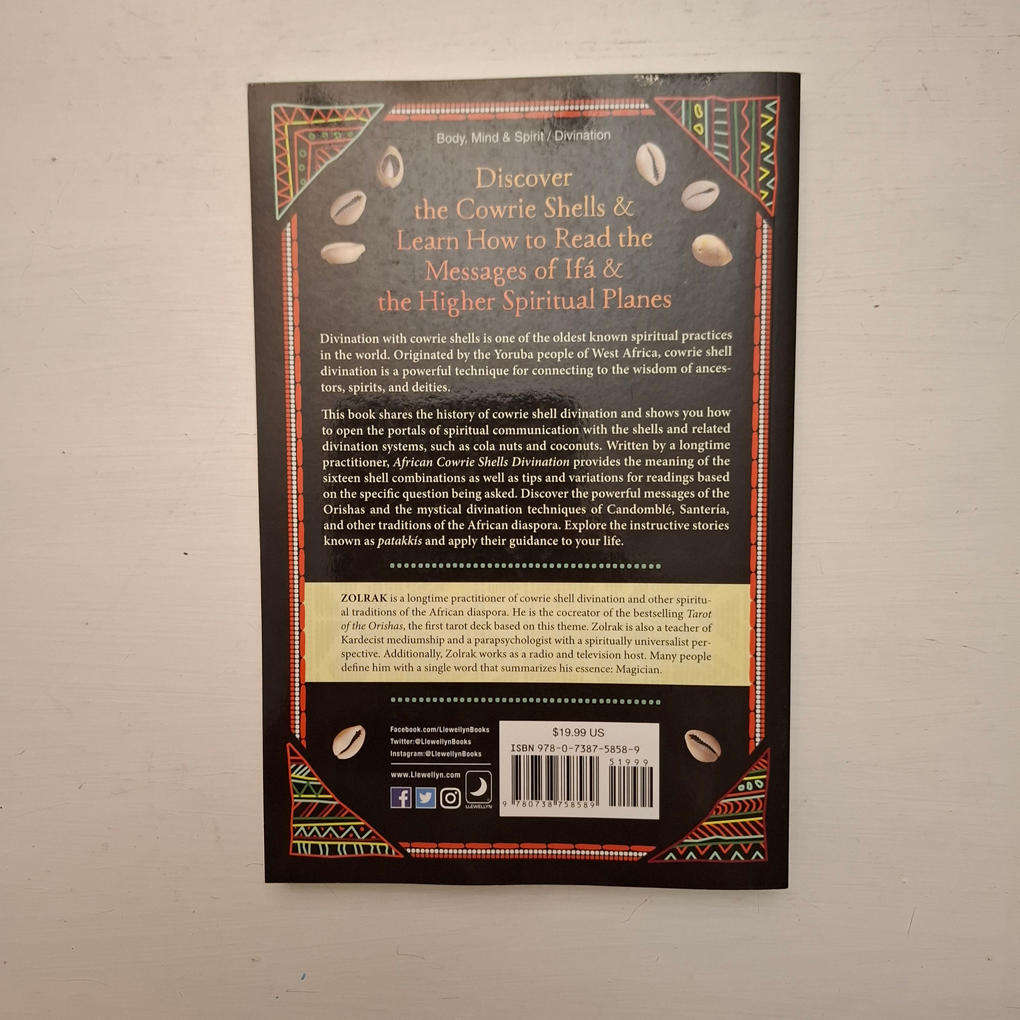 Body, Mind & Spirit / Divination
Discover
the Cowrie Shells &
Learn How to Read the
Messages of Ifá &
the Higher Spiritual Planes
Divination with cowrie shells is one of the oldest known spiritual practices
in the world. Originated by the Yoruba people of West Africa, cowrie shell
divination is a powerful technique for connecting to the wisdom of ances-
tors, spirits, and deities.
This book shares the history of cowrie shell divination and shows you how
to open the portals of spiritual communication with the shells and related
divination systems, such as cola nuts and coconuts. Written by a longtime
practitioner, African Cowrie Shells Divination provides the meaning of the
sixteen shell combinations as well as tips and variations for readings based
on the specific question being asked. Discover the powerful messages of the
Orishas and the mystical divination techniques of Candomblé, Santería,
and other traditions of the African diaspora. Explore the instructive stories
known as patakkís and apply their guidance to your life.
ZOLRAK is a longtime practitioner of cowrie shell divination and other spiritu-
al traditions of the African diaspora. He is the cocreator of the bestselling Tarot
of the Orishas, the first tarot deck based on this theme. Zolrak is also a teacher of
Kardecist mediumship and a parapsychologist with a spiritually universalist per-
spective. Additionally, Zolrak works as a radio and television host. Many people
define him with a single word that summarizes his essence: Magician.
Facebook.com/LlewellynBooks
Twitter:@LlewellynBooks
Instagram:@LlewellynBooks
www.Llewellyn.com
LLEWELLYN
$19.99 US
ISBN 978-0-7387-5858-9
51999
9 780738 758589